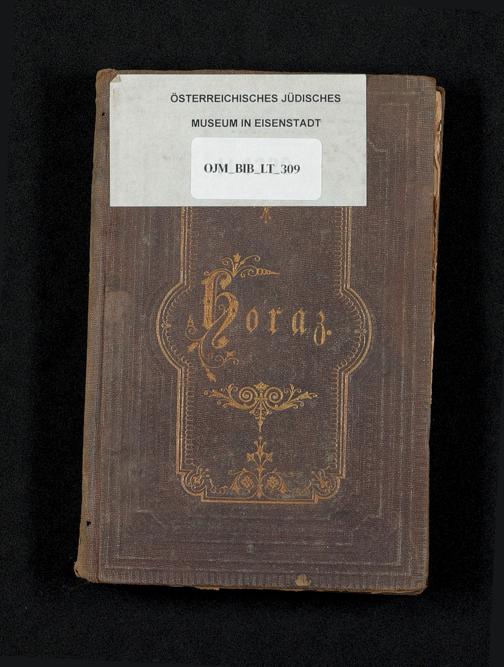 ÖSTERREICHISCHES JÜDISCHES
MUSEUM IN EISENSTADT
OJM_BIB_LT_309
Horaz.